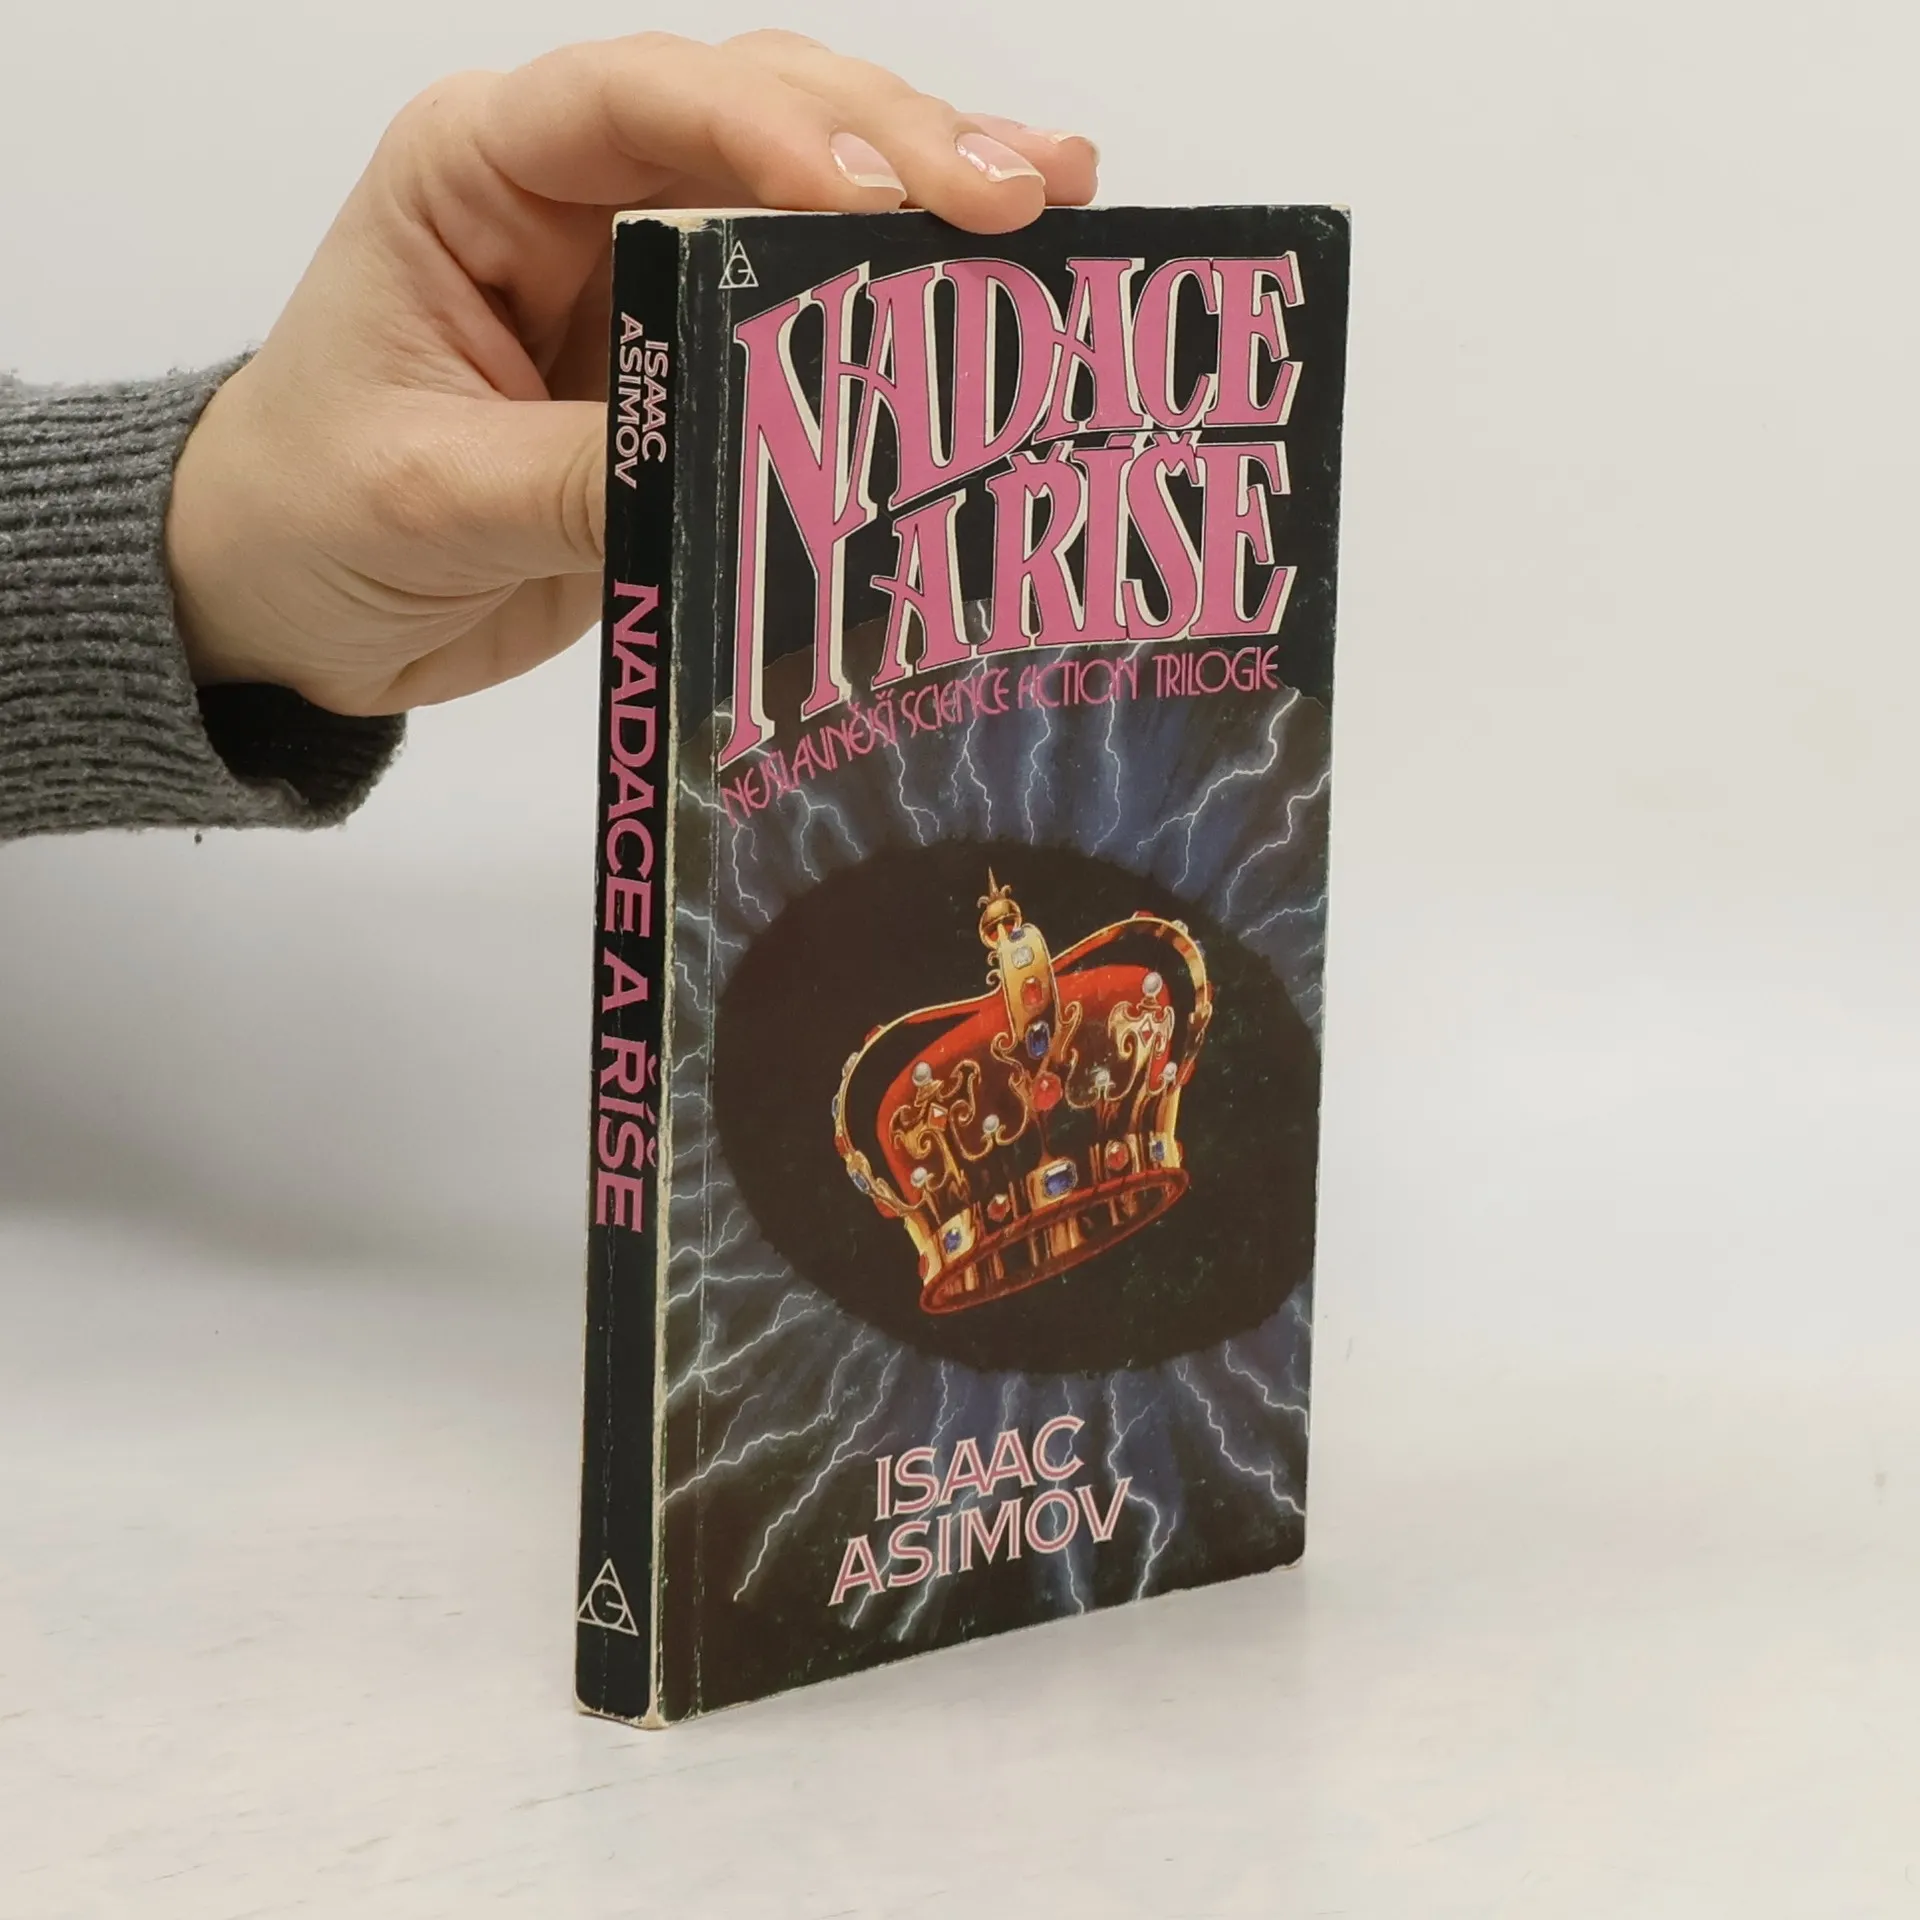 ISAAC
ASIMOV
NADACE A ŘÍŠE
NADACE
A ŘÍŠE
NEJSLAVNĚJŠÍ SCIENCE FICTION TRILOGIE
ISAAC
ASIMOV